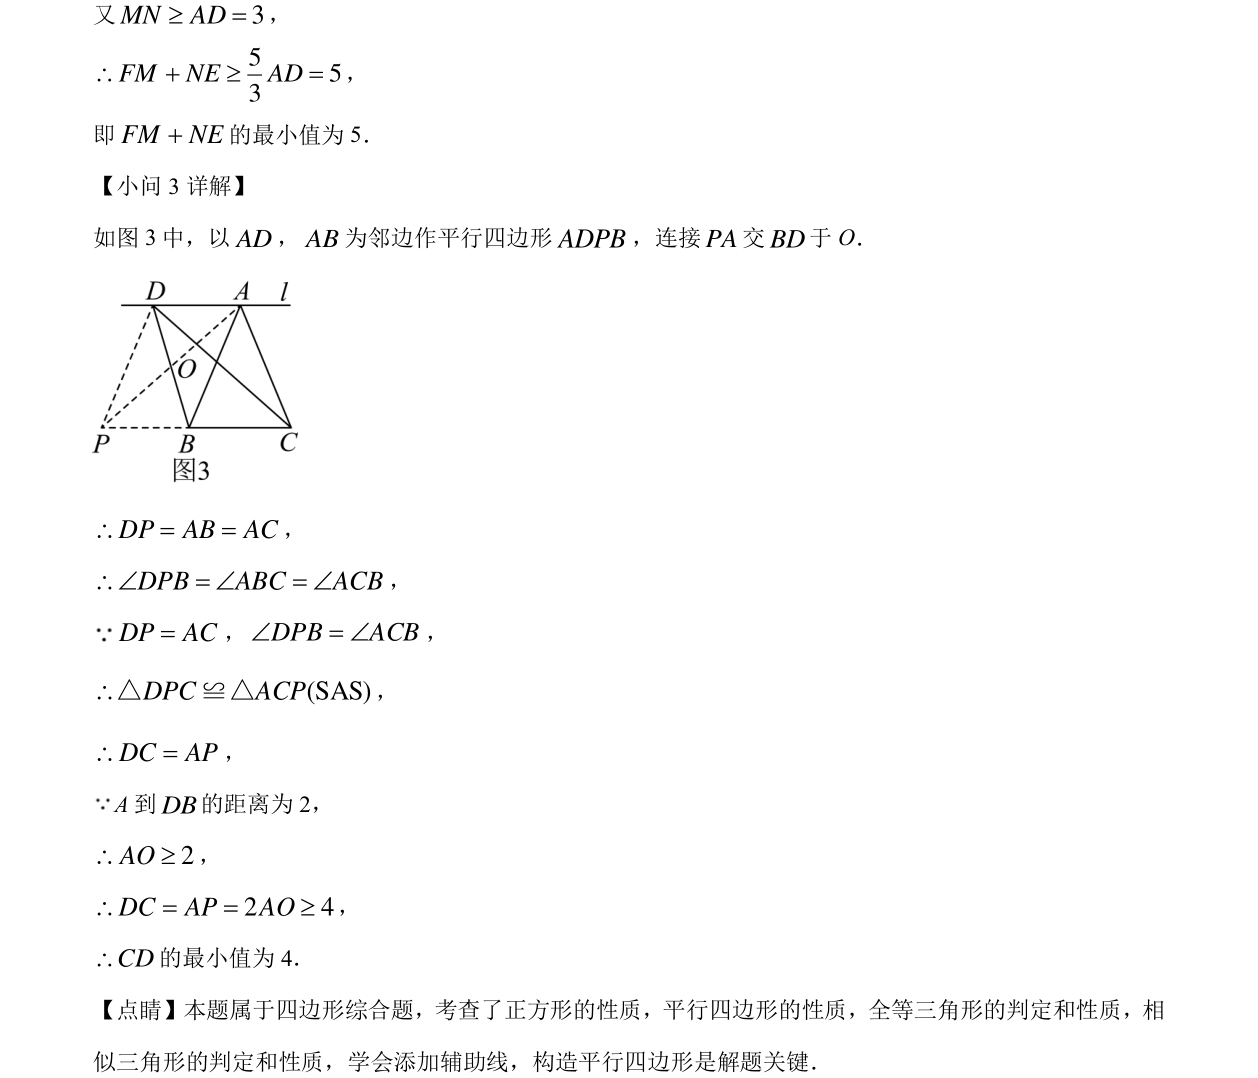 又 MN ≥ AD = 3，
∴ FM + NE ≥ 5/3 AD = 5，
即 FM + NE 的最小值为 5．
【小问 3 详解】
如图 3 中，以 AD ， AB 为邻边作平行四边形 ADPB ，连接 PA 交 BD 于 O．
D A l
O
P B C
图3
∴ DP = AB = AC ，
∴ ∠DPB = ∠ABC = ∠ACB ，
∵ DP = AC ， ∠DPB = ∠ACB ，
∴ △DPC ≌ △ACP(SAS) ，
∴ DC = AP ，
∵ A 到 DB 的距离为 2，
∴ AO ≥ 2 ，
∴ DC = AP = 2AO ≥ 4 ，
∴ CD 的最小值为 4．
【点睛】本题属于四边形综合题，考查了正方形的性质，平行四边形的性质，全等三角形的判定和性质，相
似三角形的判定和性质，学会添加辅助线，构造平行四边形是解题关键．